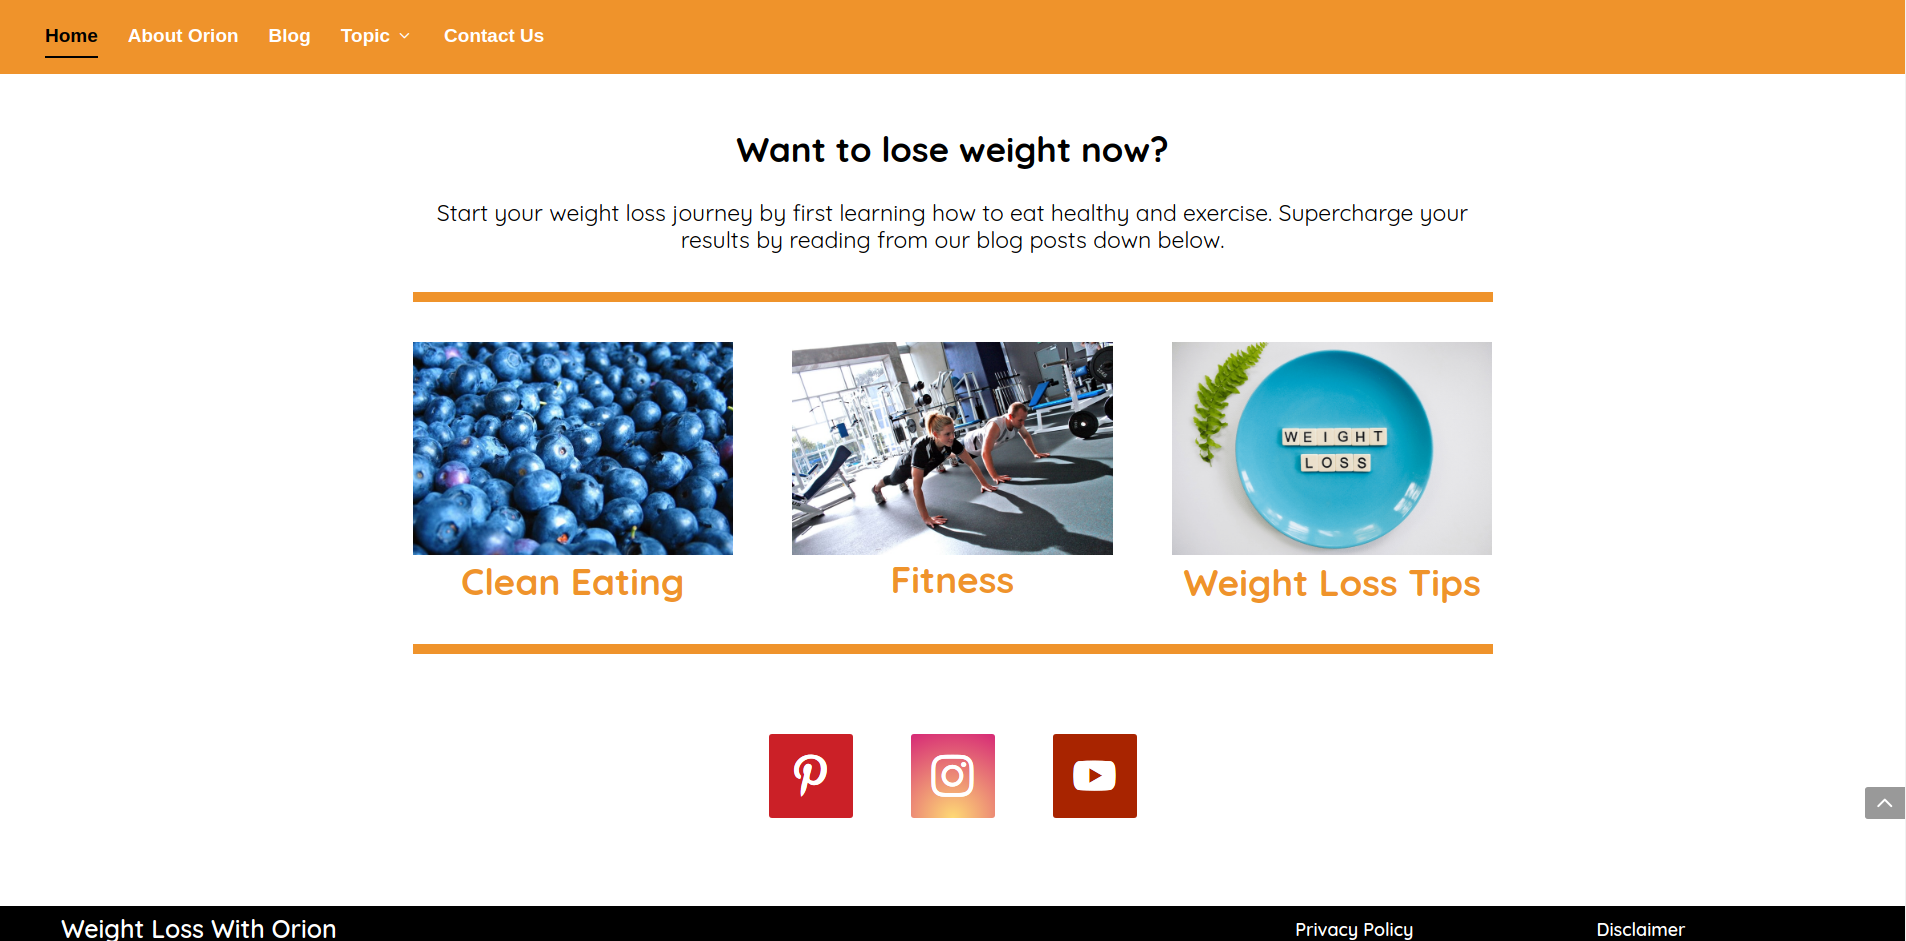 Home About Orion Blog Topic Contact Us
Want to lose weight now?
Start your weight loss journey by first learning how to eat healthy and exercise. Supercharge your
results by reading from our blog posts down below.
WEIGHT
LOSS
Clean Eating
Fitness
Weight Loss Tips
Weight Loss With Orion
Privacy Policy
Disclaimer